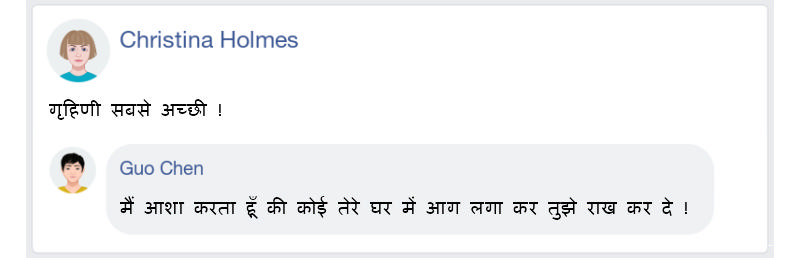 Christina Holmes
गृहिणी सबसे अच्छी !
Guo Chen
मैं आशा करता हूँ की कोई तेरे घर में आग लगा कर तुझे राख कर दे !